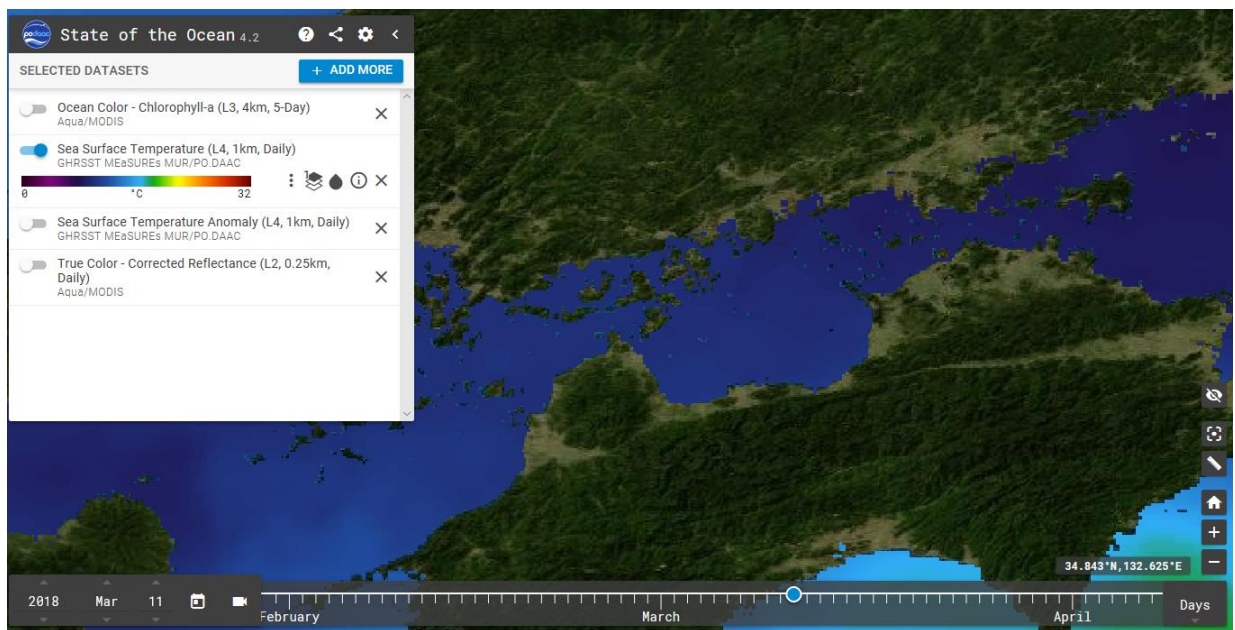 podaac
State of the Ocean 4.2
SELECTED DATASETS
+ ADD MORE
Ocean Color - Chlorophyll-a (L3, 4km, 5-Day)
Aqua/MODIS
Sea Surface Temperature (L4, 1km, Daily)
GHRSST MEaSUREs MUR/PO.DAAC
0 °C 32
1
Sea Surface Temperature Anomaly (L4, 1km, Daily)
GHRSST MEaSUREs MUR/PO.DAAC
True Color - Corrected Reflectance (L2, 0.25km,
Daily)
Aqua/MODIS
34.843°N,132.625°E
2018 Mar 11
February March April
Days